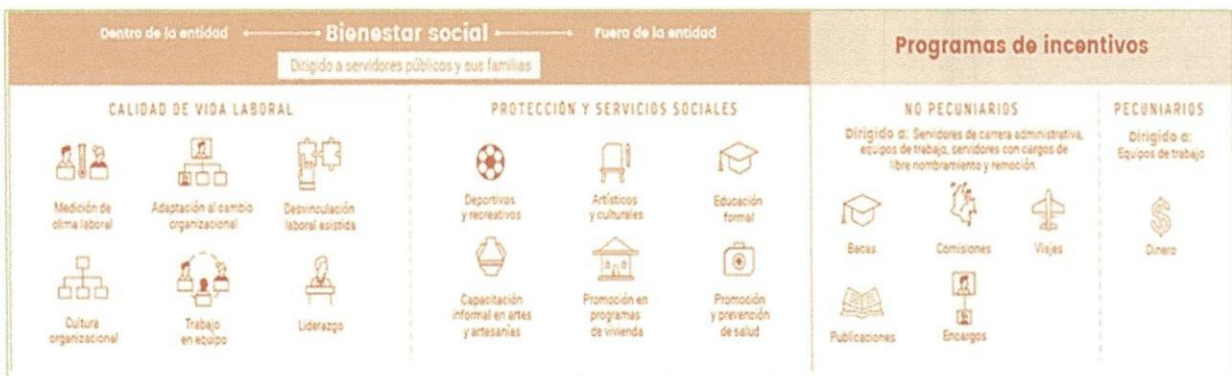 Dentro de la entidad
Bienestar social
Fuera de la entidad
Dirigido a servidores públicos y sus familias
Programas de incentivos
CALIDAD DE VIDA LABORAL
Medición de
clima laboral
Adaptación al cambio
organizacional
Desvinculación
laboral asistida
Cultura
organizacional
Trabajo
en equipo
Liderazgo
PROTECCIÓN Y SERVICIOS SOCIALES
Deportivos
y recreativos
Artísticos
y culturales
Educación
formal
Capacitación
informal en artes
y artesanías
Promoción en
programas
de vivienda
Promoción
y prevención
de salud
NO PECUNIARIOS
Dirigido a: Servidores de carrera administrativa,
equipos de trabajo, servidores con cargos de
libre nombramiento y remoción.
Becas
Comisiones
Viajes
Publicaciones
Encargos
PECUNIARIOS
Dirigido a:
Equipos de trabajo
$
Dinero